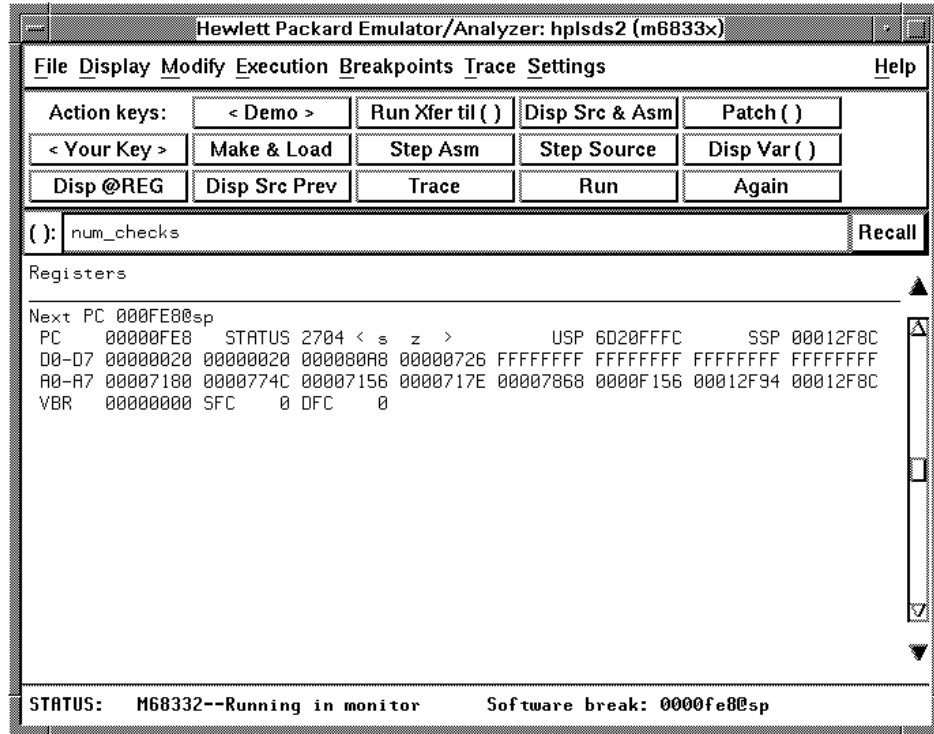 Hewlett Packard Emulator/Analyzer: hplsds2 (m6833x)
File Display Modify Execution Breakpoints Trace Settings Help
Action keys: < Demo > Run Xfer til ( ) Disp Src & Asm Patch ( )
< Your Key > Make & Load Step Asm Step Source Disp Var ( )
Disp @REG Disp Src Prev Trace Run Again
( ): num_checks Recall
Registers
Next PC 000FE8@sp
PC 00000FE8 STATUS 2704 < s z > USP 6D20FFFC SSP 00012F8C
D0-D7 00000020 00000020 000080A8 00000726 FFFFFFFF FFFFFFFF FFFFFFFF FFFFFFFF
A0-A7 00007180 0000774C 00007156 0000717E 00007868 0000F156 00012F94 00012F8C
VBR 00000000 SFC 0 DFC 0
STATUS: M68332--Running in monitor Software break: 0000fe8@sp